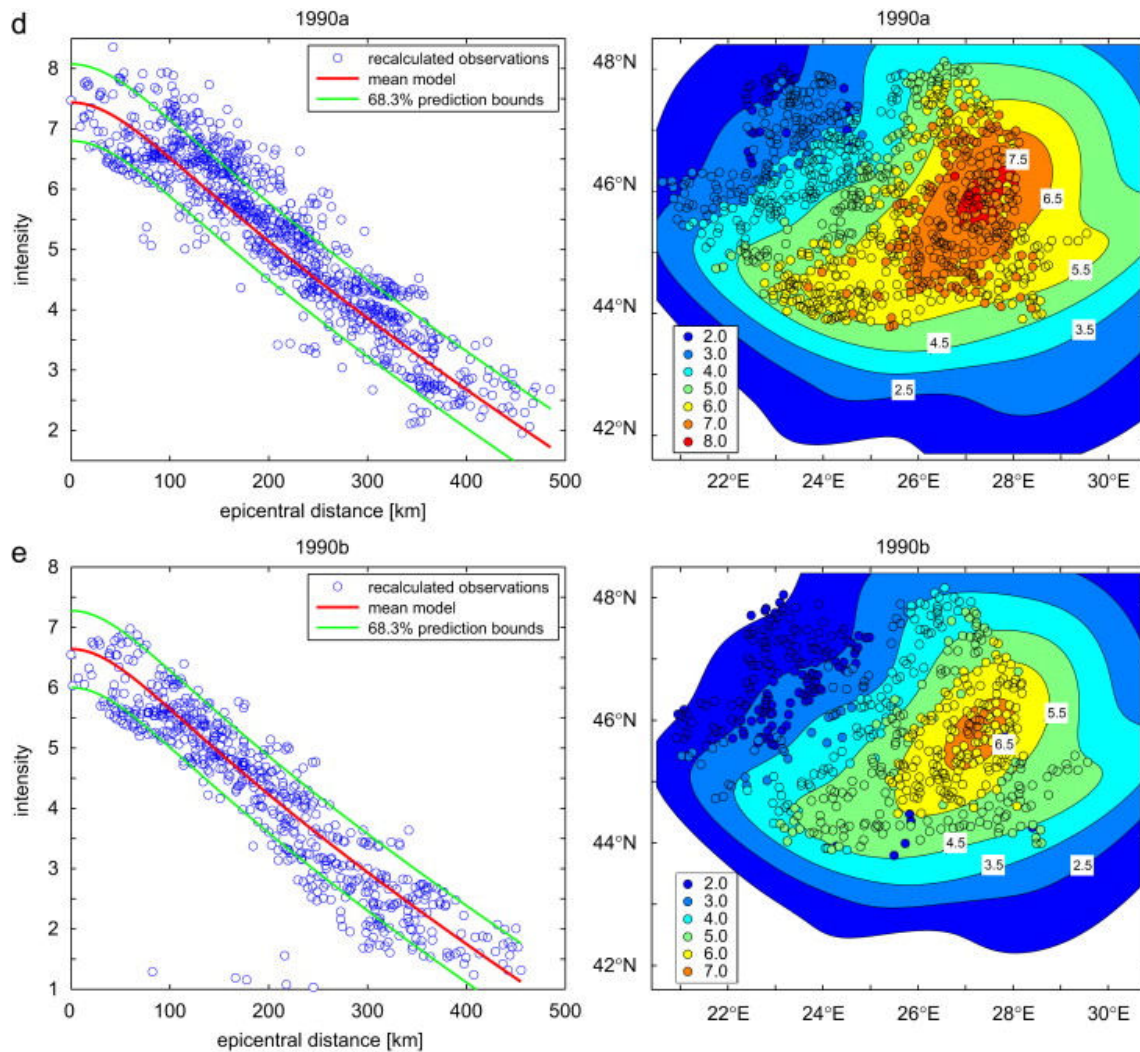 d
1990a
8
7
6
5
4
3
2
intensity
0 100 200 300 400 500
epicentral distance [km]
recalculated observations
mean model
68.3% prediction bounds
1990a
48°N
46°N
44°N
42°N
22°E 24°E 26°E 28°E 30°E
7.5
6.5
5.5
4.5
3.5
2.5
2.0
3.0
4.0
5.0
6.0
7.0
8.0
e
1990b
8
7
6
5
4
3
2
1
intensity
0 100 200 300 400 500
epicentral distance [km]
recalculated observations
mean model
68.3% prediction bounds
1990b
48°N
46°N
44°N
42°N
22°E 24°E 26°E 28°E 30°E
5.5
6.5
4.5
3.5
2.5
2.0
3.0
4.0
5.0
6.0
7.0